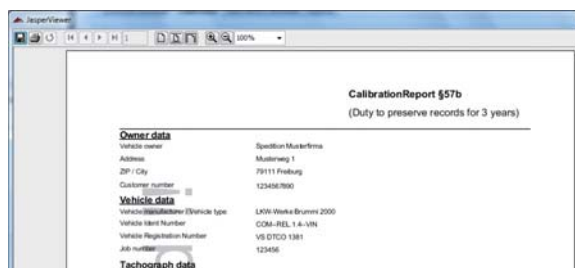 JasperViewer
1
100%
CalibrationReport §57b
(Duty to preserve records for 3 years)
Owner data
Vehicle owner Spedition Musterfirma
Address Musterweg 1
ZIP / City 79111 Freiburg
Customer number 1234567890
Vehicle data
Vehicle manufacturer /Vehicle type LKW-Werke Brummi 2000
Vehicle Ident Number COM-REL 1.4-VIN
Vehicle Registration Number VS DTCO 1381
Job number 123456
Tachograph data